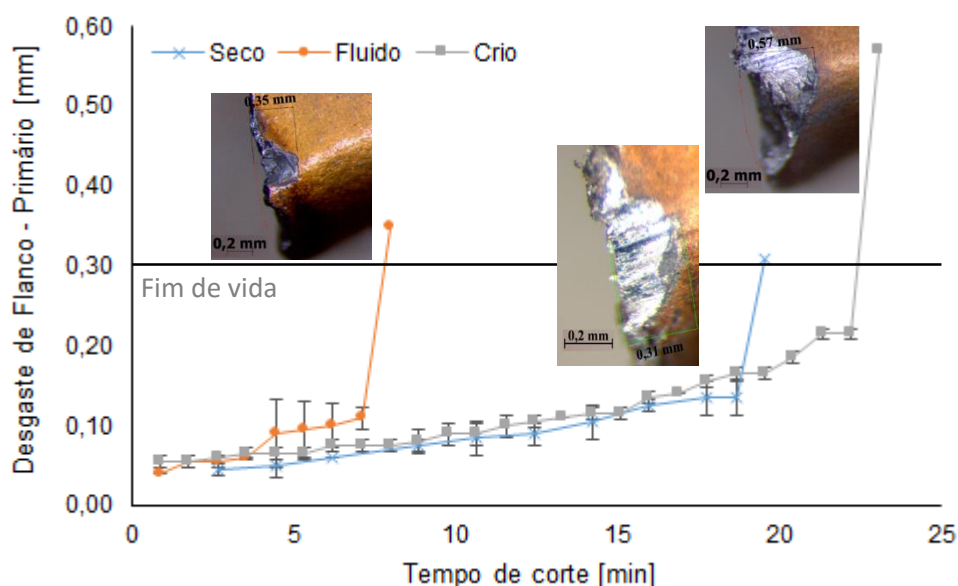 Desgaste de Flanco - Primário [mm]
0,60
0,50
0,40
0,30
0,20
0,10
0,00
Seco Fluido Crio
0,35 mm
0,2 mm
0,57 mm
0,2 mm
0,2 mm
0,31 mm
Fim de vida
0 5 10 15 20 25
Tempo de corte [min]